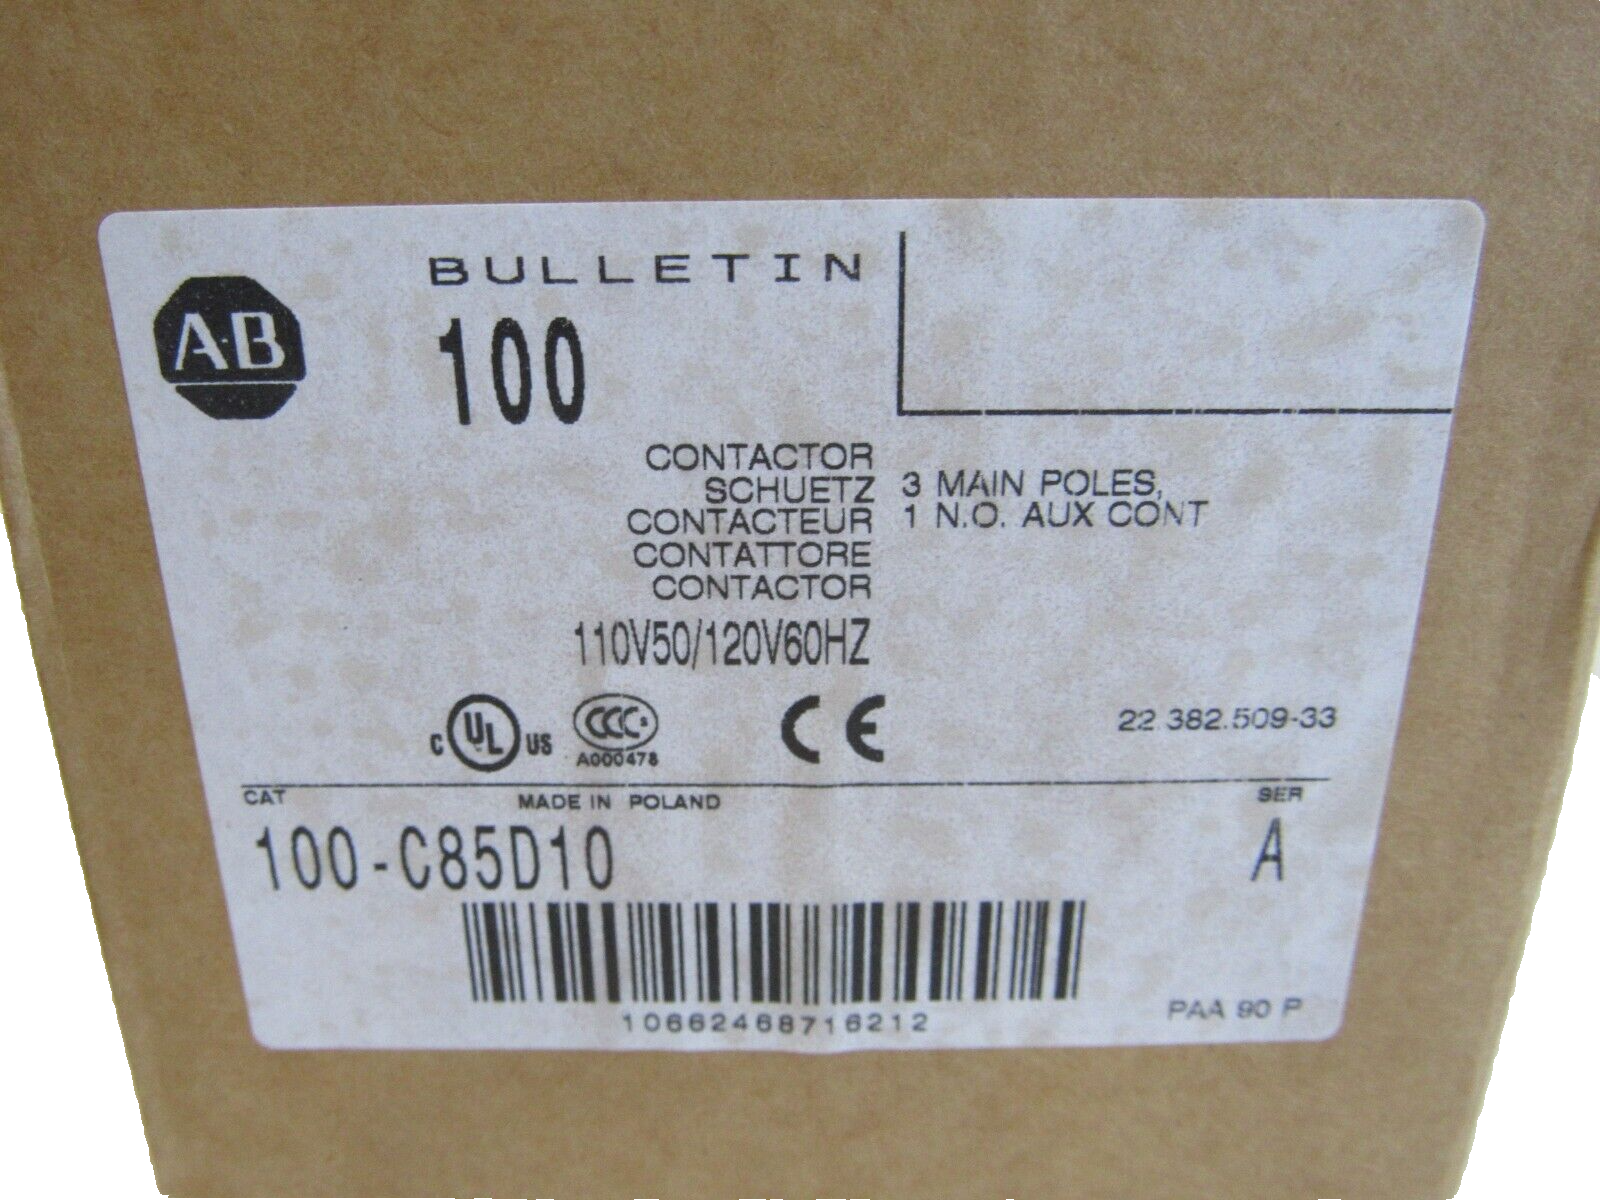 A-B
BULLETIN
100
CONTACTOR
SCHUETZ
CONTACTEUR
CONTATTORE
CONTACTOR
3 MAIN POLES,
1 N.O. AUX CONT
110V50/120V60HZ
C UL US
CCC
A000478
CE
22.382.509-33
CAT
MADE IN POLAND
SER
100-C85D10
A
10662468716212
PAA 90 P